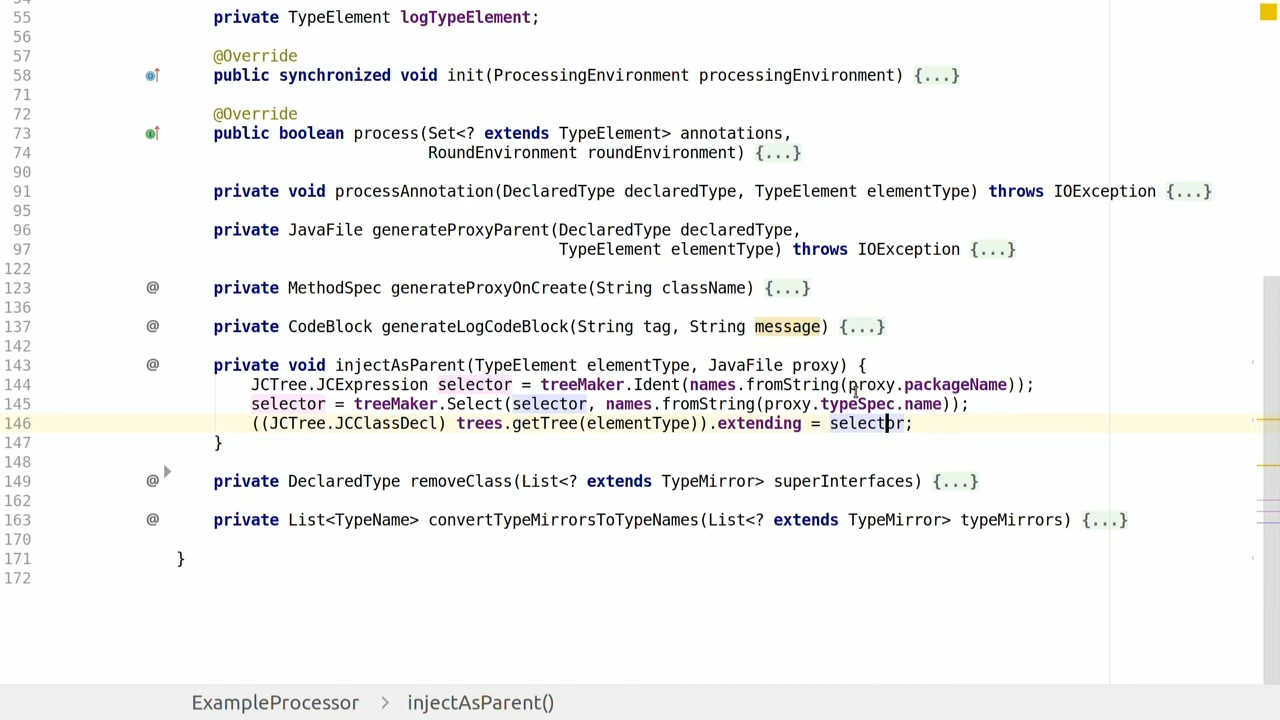 55 private TypeElement logTypeElement;
56
57 @Override
58 public synchronized void init(ProcessingEnvironment processingEnvironment) {...}
71
72 @Override
73 public boolean process(Set<? extends TypeElement> annotations,
74 RoundEnvironment roundEnvironment) {...}
90
91 private void processAnnotation(DeclaredType declaredType, TypeElement elementType) throws IOException {...}
95
96 private JavaFile generateProxyParent(DeclaredType declaredType,
97 TypeElement elementType) throws IOException {...}
122
123 @ private MethodSpec generateProxyOnCreate(String className) {...}
136
137 @ private CodeBlock generateLogCodeBlock(String tag, String message) {...}
142
143 @ private void injectAsParent(TypeElement elementType, JavaFile proxy) {
144 JCTree.JCExpression selector = treeMaker.Ident(names.fromString(proxy.packageName));
145 selector = treeMaker.Select(selector, names.fromString(proxy.typeSpec.name));
146 ((JCTree.JCClassDecl) trees.getTree(elementType)).extending = selector;
147 }
148
149 @ private DeclaredType removeClass(List<? extends TypeMirror> superInterfaces) {...}
162
163 @ private List<TypeName> convertTypeMirrorsToTypeNames(List<? extends TypeMirror> typeMirrors) {...}
170
171 }
172
ExampleProcessor > injectAsParent()